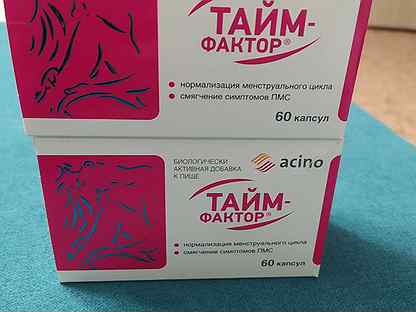 ТАЙМ-
ФАКТОР®
• нормализация менструального цикла
• смягчение симптомов ПМС
60 капсул
БИОЛОГИЧЕСКИ
АКТИВНАЯ ДОБАВКА
К ПИЩЕ
acino
ТАЙМ-
ФАКТОР®
• нормализация менструального цикла
• смягчение симптомов ПМС
60 капсул